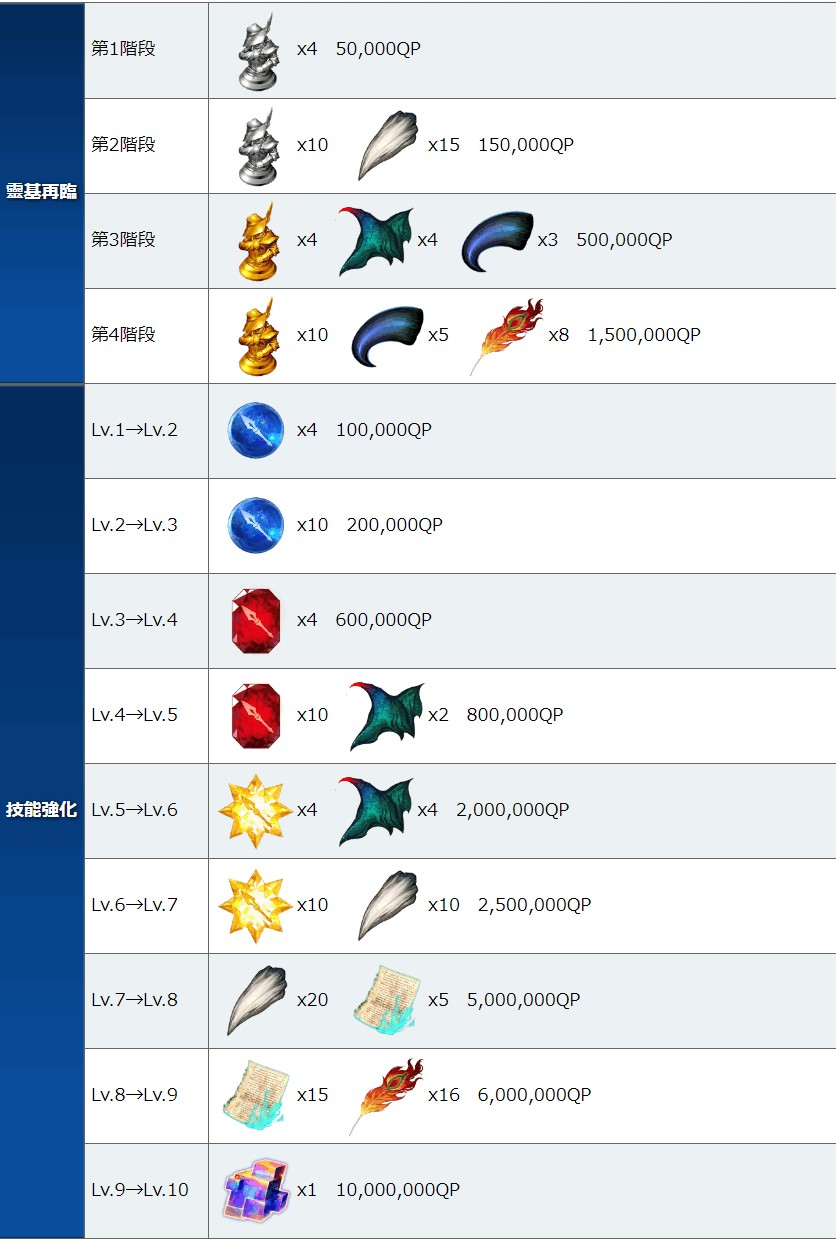 靈基再臨
第1階段 x4 50,000QP
第2階段 x10 x15 150,000QP
第3階段 x4 x4 x3 500,000QP
第4階段 x10 x5 x8 1,500,000QP
技能強化
Lv.1→Lv.2 x4 100,000QP
Lv.2→Lv.3 x10 200,000QP
Lv.3→Lv.4 x4 600,000QP
Lv.4→Lv.5 x10 x2 800,000QP
Lv.5→Lv.6 x4 x4 2,000,000QP
Lv.6→Lv.7 x10 x10 2,500,000QP
Lv.7→Lv.8 x20 x5 5,000,000QP
Lv.8→Lv.9 x15 x16 6,000,000QP
Lv.9→Lv.10 x1 10,000,000QP